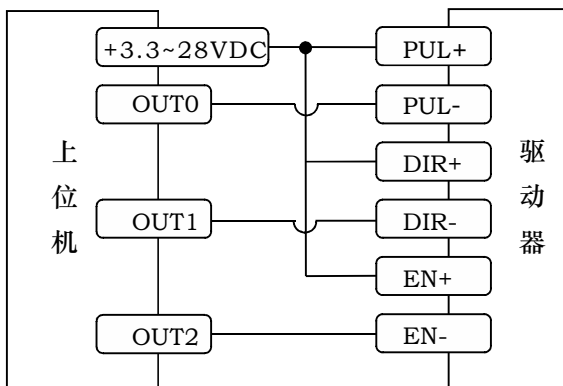 +3.3~28VDC
PUL+
OUT0
PUL-
DIR+
上位机
驱动器
OUT1
DIR-
EN+
OUT2
EN-